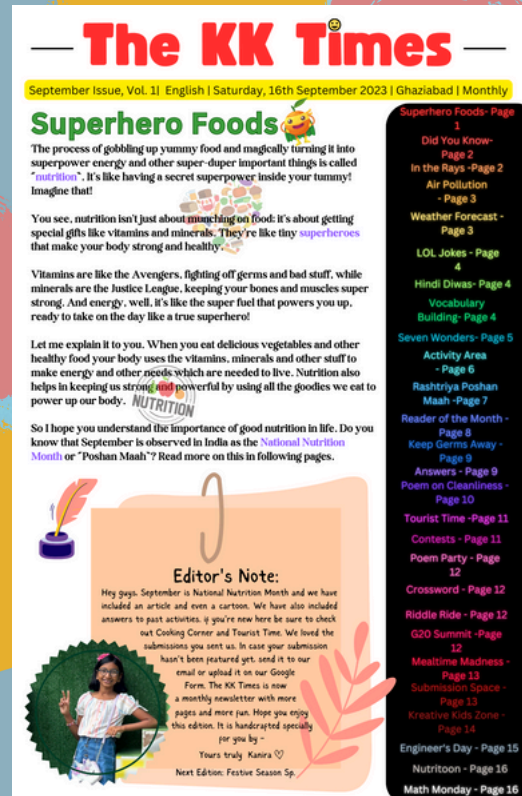 The KK Times
September Issue, Vol. 1| English | Saturday, 16th September 2023 | Ghaziabad | Monthly
Superhero Foods
The process of gobbling up yummy food and magically turning it into
superpower energy and other super-duper important things is called
"nutrition". It's like having a secret superpower inside your tummy!
Imagine that!
You see, nutrition isn't just about munching on food; it's about getting
special gifts like vitamins and minerals. They're like tiny superheroes
that make your body strong and healthy.
Vitamins are like the Avengers, fighting off germs and bad stuff, while
minerals are the Justice League, keeping your bones and muscles super
strong. And energy, well, it's like the super fuel that powers you up,
ready to take on the day like a true superhero!
Let me explain it to you. When you eat delicious vegetables and other
healthy food your body uses the vitamins, minerals and other stuff to
make energy and other needs which are needed to live. Nutrition also
helps in keeping us strong and powerful by using all the goodies we eat to
power up our body.
NUTRITION
So I hope you understand the importance of good nutrition in life. Do you
know that September is observed in India as the National Nutrition
Month or "Poshan Maah"? Read more on this in following pages.
Editor's Note:
Hey guys, September is National Nutrition Month and we have
included an article and even a cartoon. We have also included
answers to past activities. if you're new here be sure to check
out Cooking Corner and Tourist Time. We loved the
submissions you sent us. In case your submission
hasn't been featured yet, send it to our
email or upload it on our Google
Form. The KK Times is now
a monthly newsletter with more
pages and more fun. Hope you enjoy
this edition. It is handcrafted specially
for you by -
Yours truly Kanira ♡
Next Edition: Festive Season Sp.
Superhero Foods- Page
1
Did You Know-
Page 2
In the Rays -Page 2
Air Pollution
- Page 3
Weather Forecast -
Page 3
LOL Jokes - Page
4
Hindi Diwas- Page 4
Vocabulary
Building- Page 4
Seven Wonders- Page 5
Activity Area
- Page 6
Rashtriya Poshan
Maah -Page 7
Reader of the Month -
Page 8
Keep Germs Away -
Page 9
Answers - Page 9
Poem on Cleanliness -
Page 10
Tourist Time -Page 11
Contests - Page 11
Poem Party - Page
12
Crossword - Page 12
Riddle Ride - Page 12
G20 Summit -Page
12
Mealtime Madness -
Page 13
Submission Space -
Page 13
Kreative Kids Zone -
Page 14
Engineer's Day - Page 15
Nutritoon - Page 16
Math Monday - Page 16